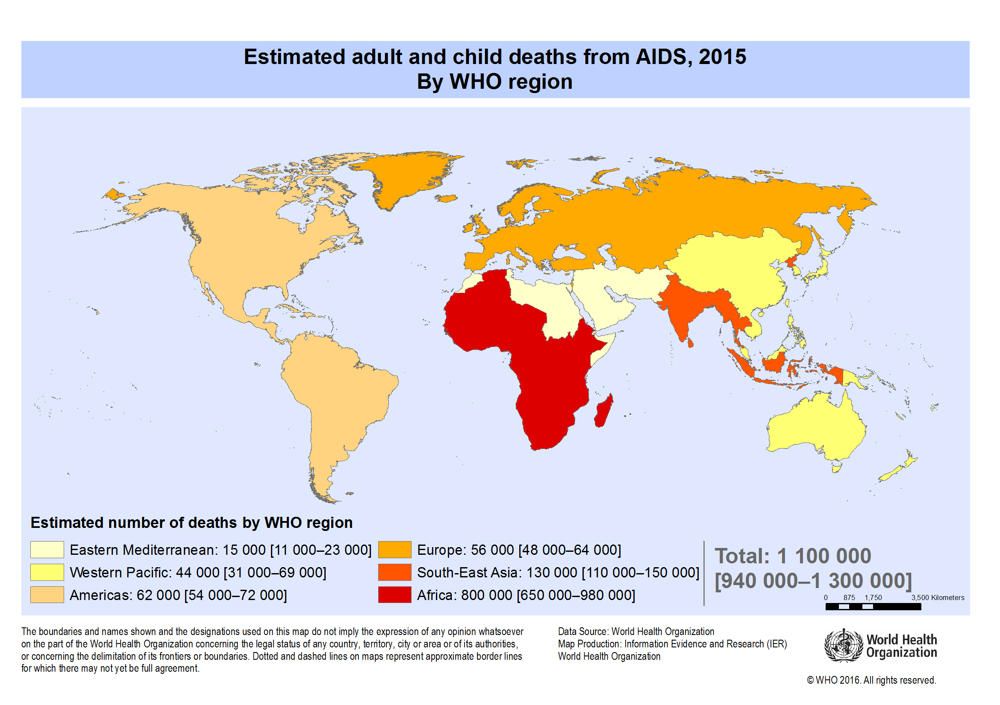 Estimated adult and child deaths from AIDS, 2015
By WHO region
Estimated number of deaths by WHO region
Eastern Mediterranean: 15 000 [11 000–23 000]
Western Pacific: 44 000 [31 000–69 000]
Americas: 62 000 [54 000–72 000]
Europe: 56 000 [48 000–64 000]
South-East Asia: 130 000 [110 000–150 000]
Africa: 800 000 [650 000–980 000]
Total: 1 100 000
[940 000–1 300 000]
0 875 1,750 3,500 Kilometers
The boundaries and names shown and the designations used on this map do not imply the expression of any opinion whatsoever
on the part of the World Health Organization concerning the legal status of any country, territory, city or area or of its authorities,
or concerning the delimitation of its frontiers or boundaries. Dotted and dashed lines on maps represent approximate border lines
for which there may not yet be full agreement.
Data Source: World Health Organization
Map Production: Information Evidence and Research (IER)
World Health Organization
World Health
Organization
© WHO 2016. All rights reserved.